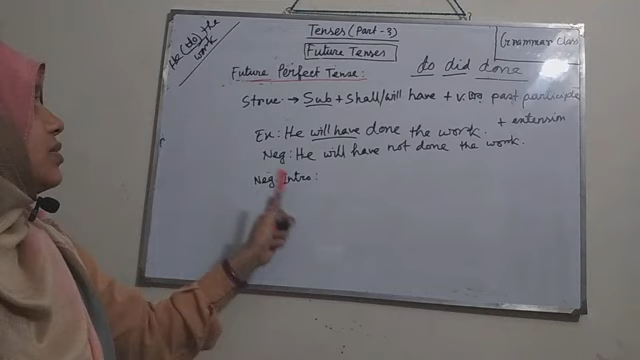 He (do) the
work
Tenses (Part-3)
Grammar Class
Future Tenses
Future Perfect Tense:
do did done
Struc → Sub + Shall/will have + v. past participle
+ extension
Ex: He will have done the work.
Neg: He will have not done the work.
Neg. Intro: